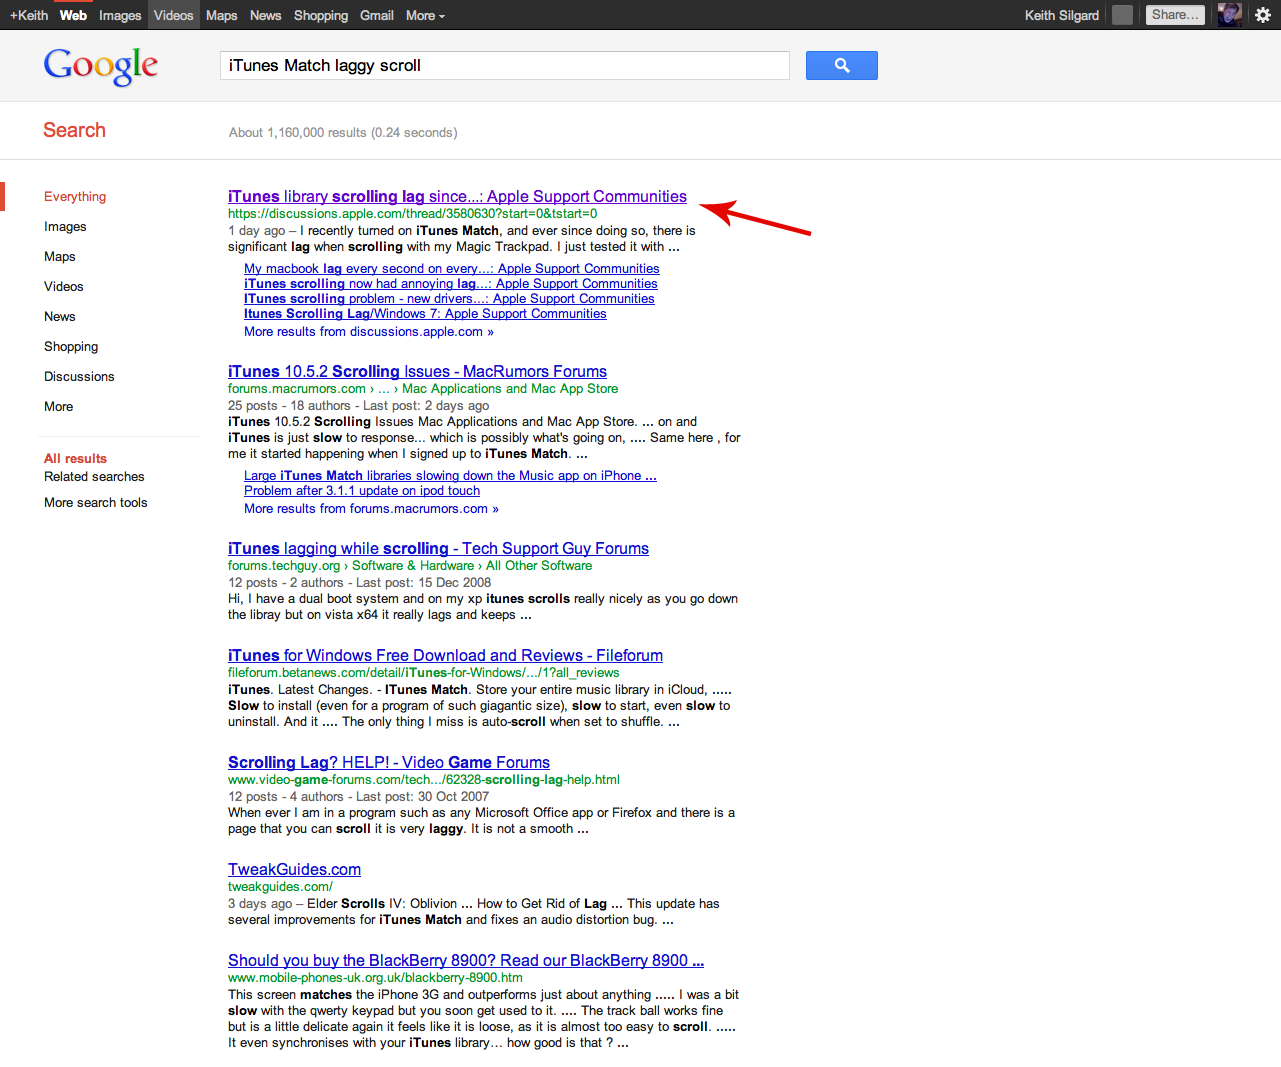 +Keith Web Images Videos Maps News Shopping Gmail More Keith Silgard Share...
Google iTunes Match laggy scroll
Search About 1,160,000 results (0.24 seconds)
Everything
Images
Maps
Videos
News
Shopping
Discussions
More
All results
Related searches
More search tools
iTunes library scrolling lag since...: Apple Support Communities
https://discussions.apple.com/thread/3580630?start=0&tstart=0
1 day ago – I recently turned on iTunes Match, and ever since doing so, there is
significant lag when scrolling with my Magic Trackpad. I just tested it with ...
My macbook lag every second on every...: Apple Support Communities
iTunes scrolling now had annoying lag...: Apple Support Communities
ITunes scrolling problem - new drivers...: Apple Support Communities
Itunes Scrolling Lag/Windows 7: Apple Support Communities
More results from discussions.apple.com »
iTunes 10.5.2 Scrolling Issues - MacRumors Forums
forums.macrumors.com › ... › Mac Applications and Mac App Store
25 posts - 18 authors - Last post: 2 days ago
iTunes 10.5.2 Scrolling Issues Mac Applications and Mac App Store. ... on and
iTunes is just slow to response... which is possibly what's going on, .... Same here , for
me it started happening when I signed up to iTunes Match. ...
Large iTunes Match libraries slowing down the Music app on iPhone ...
Problem after 3.1.1 update on ipod touch
More results from forums.macrumors.com »
iTunes lagging while scrolling - Tech Support Guy Forums
forums.techguy.org › Software & Hardware › All Other Software
12 posts - 2 authors - Last post: 15 Dec 2008
Hi, I have a dual boot system and on my xp itunes scrolls really nicely as you go down
the libray but on vista x64 it really lags and keeps ...
iTunes for Windows Free Download and Reviews - Fileforum
fileforum.betanews.com/detail/iTunes-for-Windows/.../1?all_reviews
iTunes. Latest Changes. - ITunes Match. Store your entire music library in iCloud, .....
Slow to install (even for a program of such giagantic size), slow to start, even slow to
uninstall. And it .... The only thing I miss is auto-scroll when set to shuffle. ...
Scrolling Lag? HELP! - Video Game Forums
www.video-game-forums.com/tech.../62328-scrolling-lag-help.html
12 posts - 4 authors - Last post: 30 Oct 2007
When ever I am in a program such as any Microsoft Office app or Firefox and there is a
page that you can scroll it is very laggy. It is not a smooth ...
TweakGuides.com
tweakguides.com/
3 days ago – Elder Scrolls IV: Oblivion ... How to Get Rid of Lag ... This update has
several improvements for iTunes Match and fixes an audio distortion bug. ...
Should you buy the BlackBerry 8900? Read our BlackBerry 8900 ...
www.mobile-phones-uk.org.uk/blackberry-8900.htm
This screen matches the iPhone 3G and outperforms just about anything ..... I was a bit
slow with the qwerty keypad but you soon get used to it. .... The track ball works fine
but is a little delicate again it feels like it is loose, as it is almost too easy to scroll. .....
It even synchronises with your iTunes library... how good is that ? ...